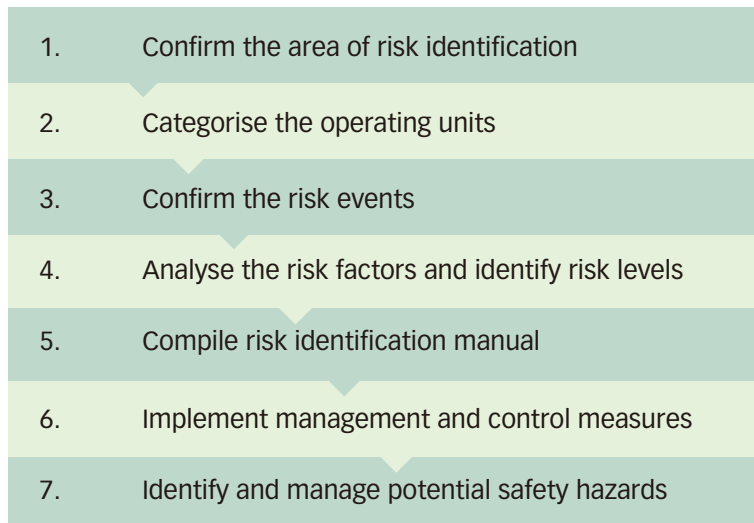 1. Confirm the area of risk identification
2. Categorise the operating units
3. Confirm the risk events
4. Analyse the risk factors and identify risk levels
5. Compile risk identification manual
6. Implement management and control measures
7. Identify and manage potential safety hazards